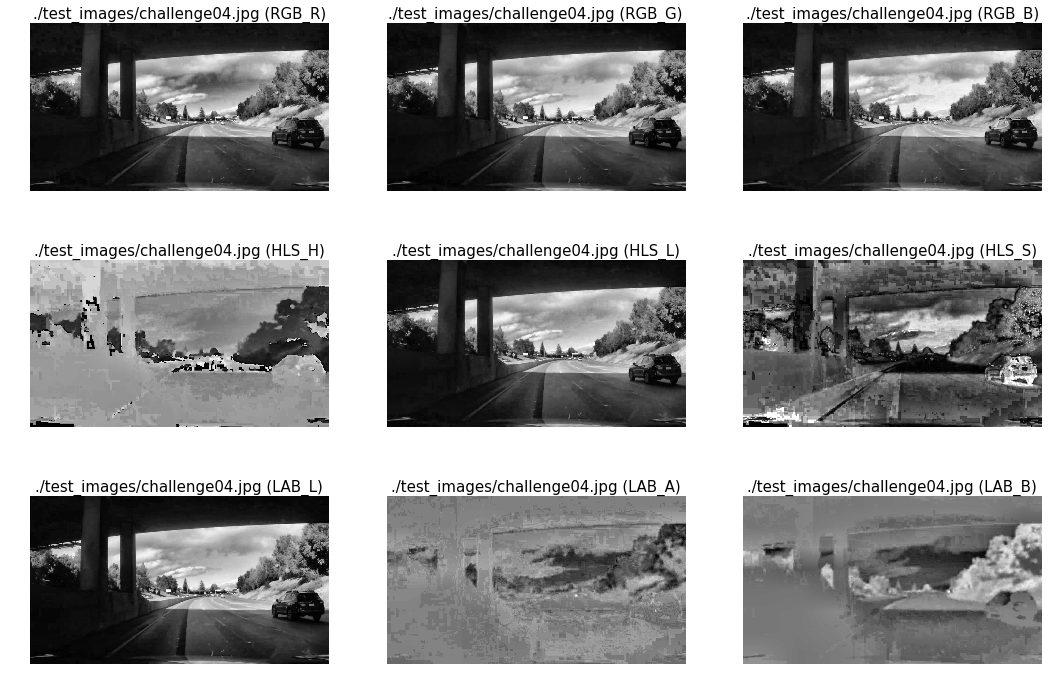 ./test_images/challenge04.jpg (RGB_R)
./test_images/challenge04.jpg (RGB_G)
./test_images/challenge04.jpg (RGB_B)
./test_images/challenge04.jpg (HLS_H)
./test_images/challenge04.jpg (HLS_L)
./test_images/challenge04.jpg (HLS_S)
./test_images/challenge04.jpg (LAB_L)
./test_images/challenge04.jpg (LAB_A)
./test_images/challenge04.jpg (LAB_B)